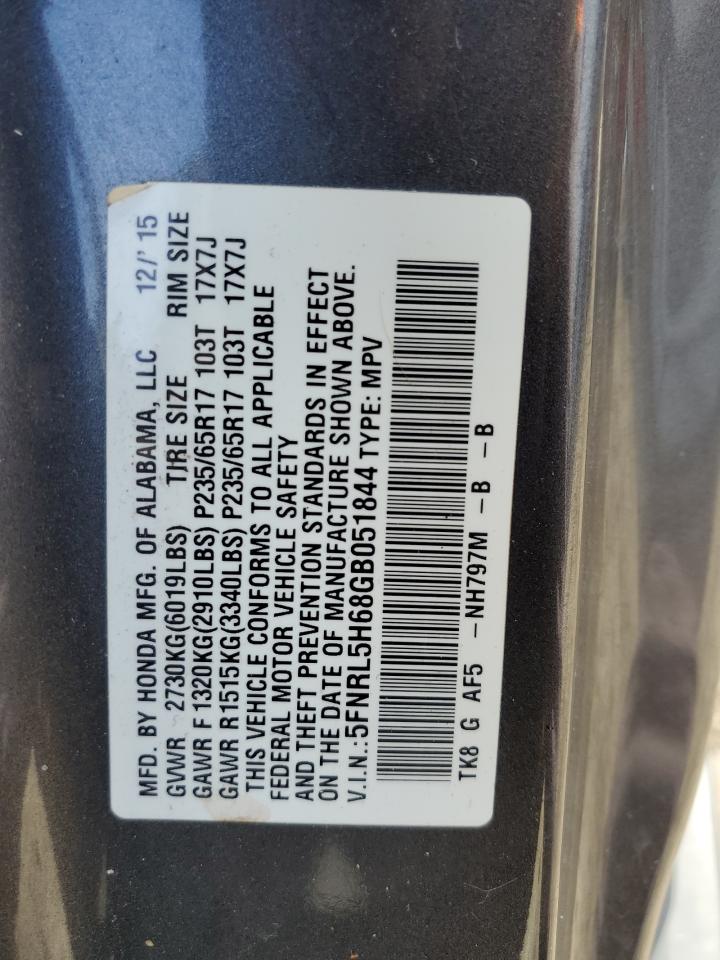 MFD. BY HONDA MFG. OF ALABAMA, LLC 12/' 15
GVWR 2730KG(6019LBS) TIRE SIZE RIM SIZE
GAWR F 1320KG(2910LBS) P235/65R17 103T 17X7J
GAWR R1515KG(3340LBS) P235/65R17 103T 17X7J
THIS VEHICLE CONFORMS TO ALL APPLICABLE
FEDERAL MOTOR VEHICLE SAFETY
AND THEFT PREVENTION STANDARDS IN EFFECT
ON THE DATE OF MANUFACTURE SHOWN ABOVE.
V.I.N.:5FNRL5H68GB051844 TYPE: MPV
TK8 G AF5 -NH797M -B -B